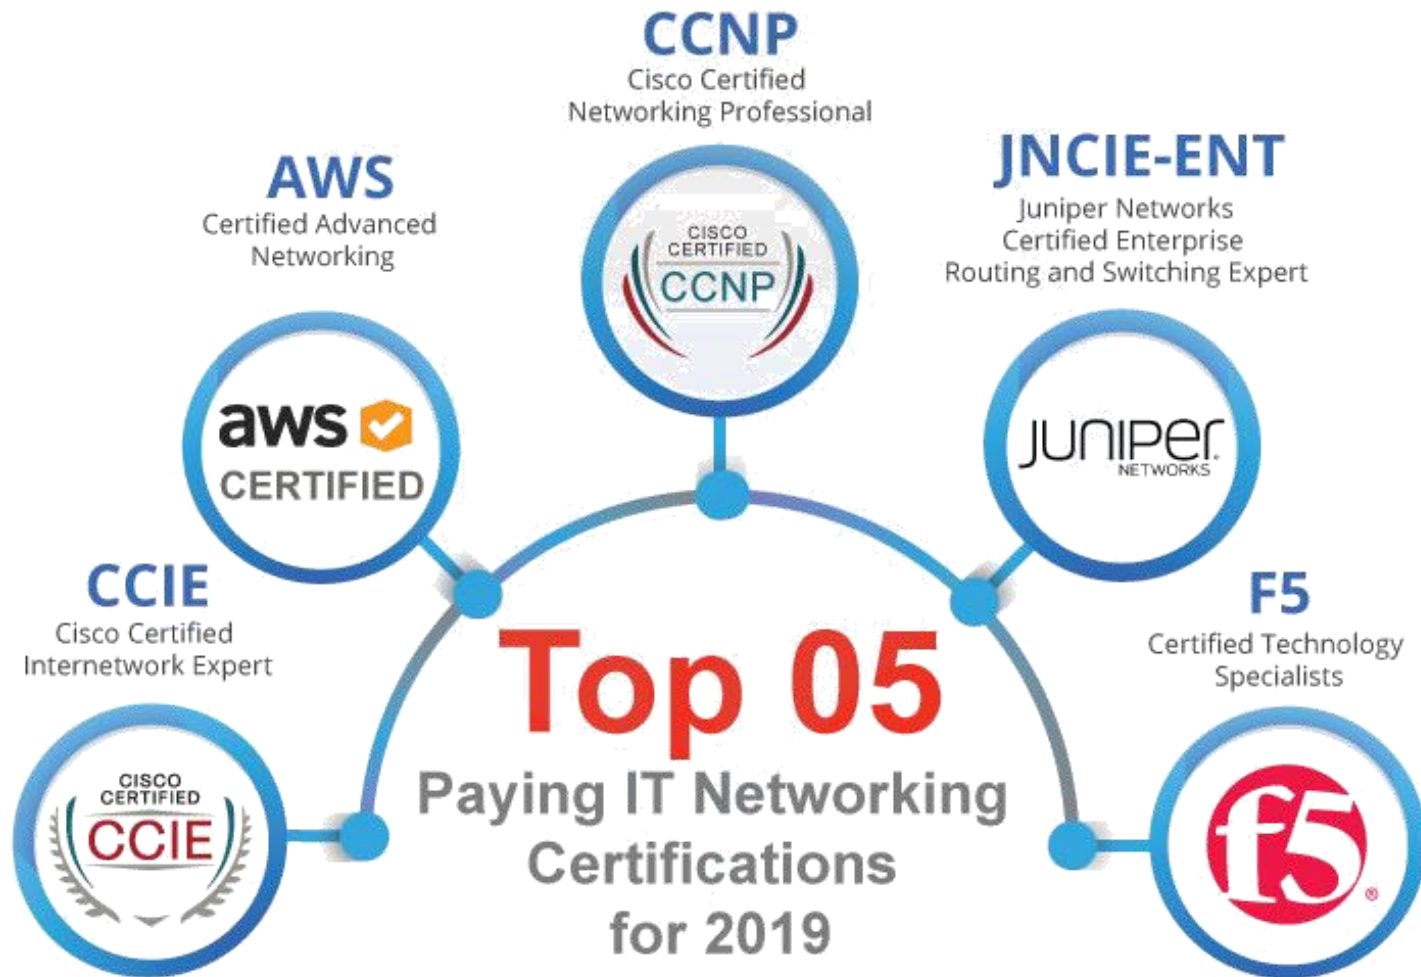 CCNP
Cisco Certified
Networking Professional
CISCO
CERTIFIED
CCNP
AWS
Certified Advanced
Networking
aws
CERTIFIED
JNCIE-ENT
Juniper Networks
Certified Enterprise
Routing and Switching Expert
JUNIPER
NETWORKS
CCIE
Cisco Certified
Internetwork Expert
CISCO
CERTIFIED
CCIE
F5
Certified Technology
Specialists
f5®
Top 05
Paying IT Networking
Certifications
for 2019